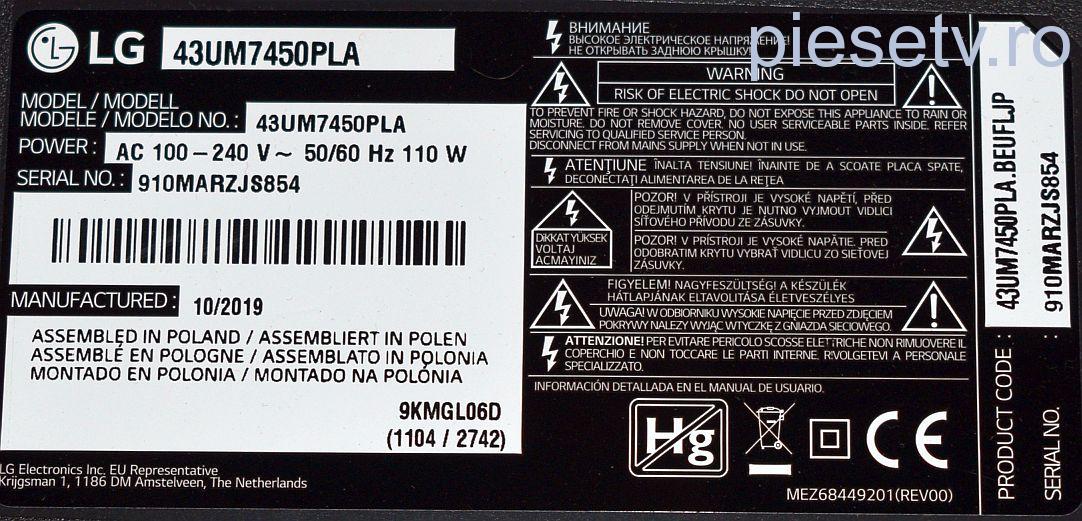 LG 43UM7450PLA
MODEL / MODELL
MODELE / MODELO NO. : 43UM7450PLA
POWER : AC 100 – 240 V ~ 50/60 Hz 110 W
SERIAL NO. : 910MARZJS854
MANUFACTURED : 10/2019
ASSEMBLED IN POLAND / ASSEMBLIERT IN POLEN
ASSEMBLÉ EN POLOGNE / ASSEMBLATO IN POLONIA
MONTADO EN POLONIA / MONTADO NA POLÓNIA
9KMGL06D
(1104 / 2742)
LG Electronics Inc. EU Representative
Krijgsman 1, 1186 DM Amstelveen, The Netherlands
piesetv.ro
ВНИМАНИЕ
ВЫСОКОЕ ЭЛЕКТРИЧЕСКОЕ НАПРЯЖЕНИЕ!
НЕ ОТКРЫВАТЬ ЗАДНЮЮ КРЫШКУ!
WARNING
RISK OF ELECTRIC SHOCK DO NOT OPEN
TO PREVENT FIRE OR SHOCK HAZARD, DO NOT EXPOSE THIS APPLIANCE TO RAIN OR
MOISTURE. DO NOT REMOVE COVER. NO USER SERVICEABLE PARTS INSIDE. REFER
SERVICING TO QUALIFIED SERVICE PERSON.
DISCONNECT FROM MAINS SUPPLY WHEN NOT IN USE.
ATENŢIUNE ÎNALTA TENSIUNE! ÎNAINTE DE A SCOATE PLACA SPATE,
DECONECTAŢI ALIMENTAREA DE LA REŢEA
DİKKAT YÜKSEK
VOLTAJ
AÇMAYINIZ
POZOR! V PŘÍSTROJI JE VYSOKÉ NAPĚTÍ, PŘED
ODEJMUTÍM KRYTU JE NUTNO VYJMOUT VIDLICI
SÍŤOVÉHO PŘÍVODU ZE ZÁSUVKY.
POZOR! V PRÍSTROJI JE VYSOKÉ NAPÄTIE. PRED
ODOBRATIM KRYTU VYBRAŤ VIDLICU ZO SIEŤOVEJ
ZÁSUVKY.
FIGYELEM! NAGYFESZÜLTSÉG! A KÉSZÜLÉK
HÁTLAPJÁNAK ELTAVOLÍTÁSA ÉLETVESZÉLYES
UWAGA! W ODBIORNIKU WYSOKIE NAPIĘCIE PRZED ZDJĘCIEM
POKRYWY NALEŻY WYJĄĆ WTYCZKĘ Z GNIAZDA SIECIOWEGO.
ATTENZIONE! PER EVITARE PERICOLO SCOSSE ELETTRICHE NON RIMUOVERE IL
COPERCHIO E NON TOCCARE LE PARTI INTERNE. RIVOLGETEVI A PERSONALE
SPECIALIZZATO.
INFORMACIÓN DETALLADA EN EL MANUAL DE USUARIO.
Hg
CE
MEZ68449201(REV00)
PRODUCT CODE : 43UM7450PLA.BEUFLJP
SERIAL NO. : 910MARZJS854